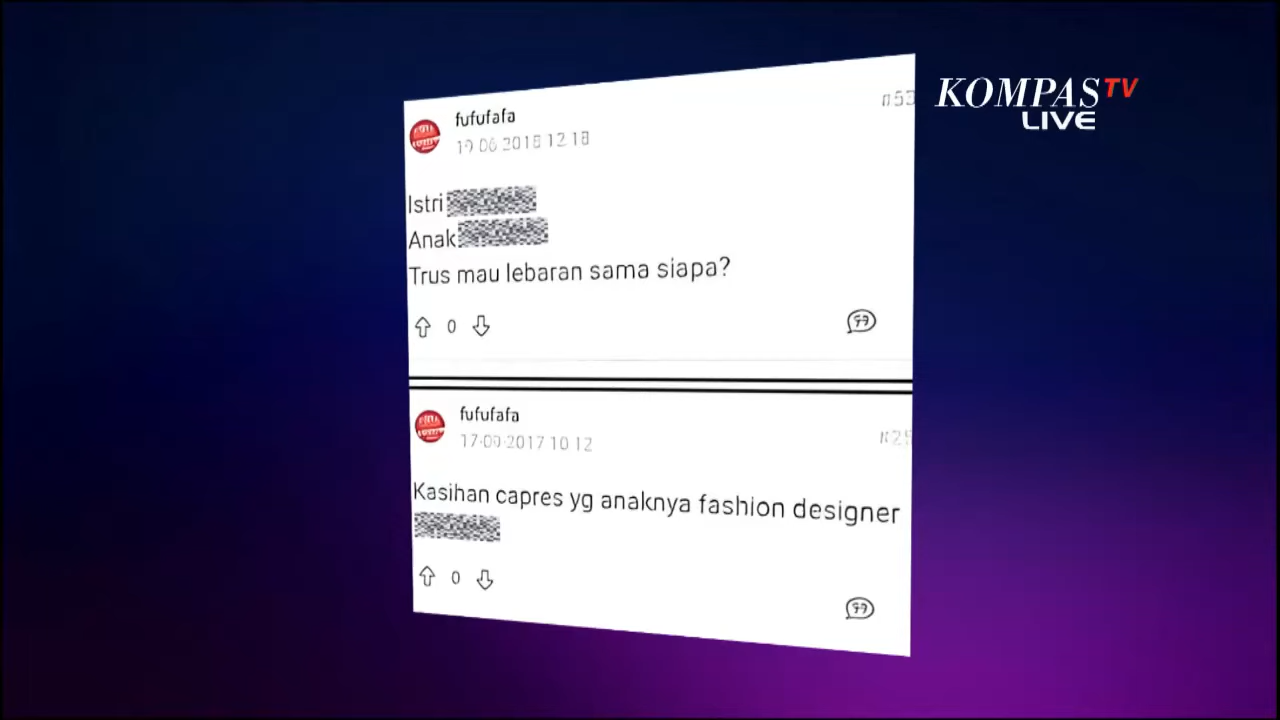 KOMPASTV
LIVE
fufufafa
19-06-2018 12:18
Istri
Anak
Trus mau lebaran sama siapa?
0
fufufafa
17-09-2017 10:12
Kasihan capres yg anaknya fashion designer
0